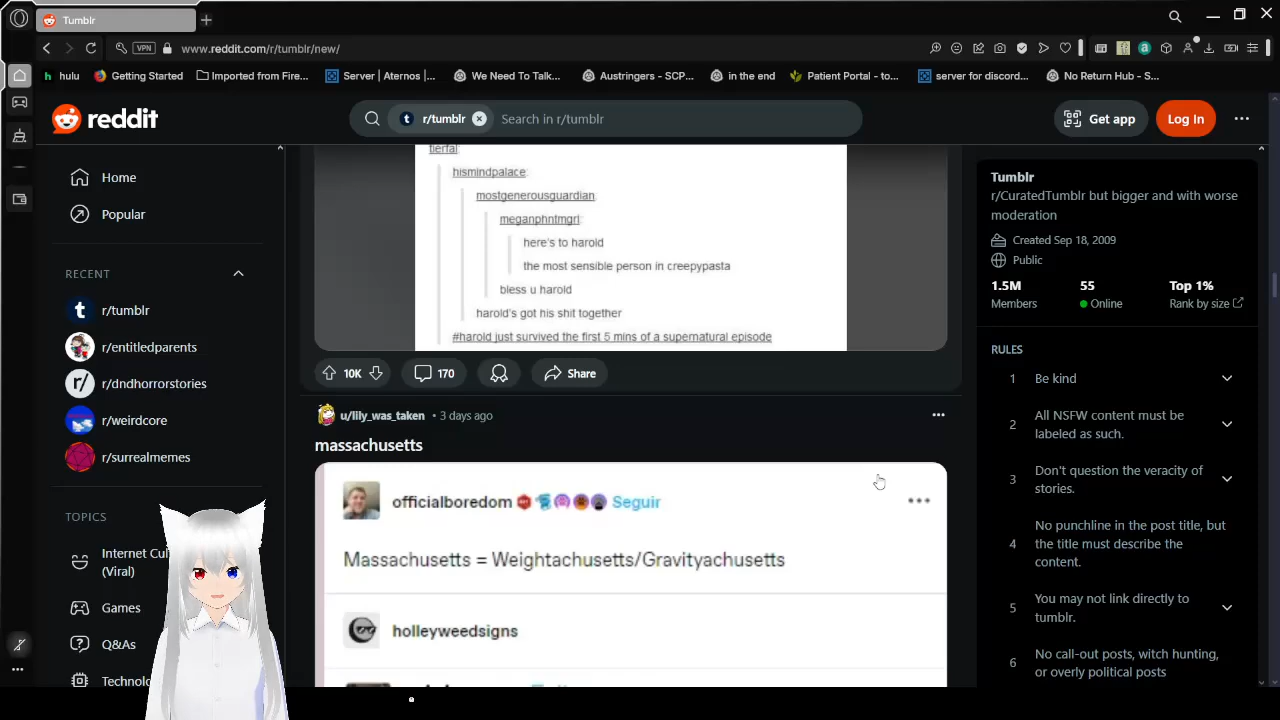 Tumblr
VPN
www.reddit.com/r/tumblr/new/
hulu
Getting Started
Imported from Fire...
Server | Aternos |...
We Need To Talk...
Austringers - SCP...
in the end
Patient Portal - to...
server for discord...
No Return Hub - S...
reddit
r/tumblr
Search in r/tumblr
Get app
Log In
Home
Popular
RECENT
r/tumblr
r/entitledparents
r/dndhorrorstories
r/weirdcore
r/surrealmemes
TOPICS
Internet Cul
(Viral)
Games
Q&As
Technolo
tierfal:
hismindpalace:
mostgenerousguardian:
meganphntmgrl:
here's to harold
the most sensible person in creepypasta
bless u harold
harold's got his shit together
#harold just survived the first 5 mins of a supernatural episode
10K
170
Share
u/lily_was_taken • 3 days ago
massachusetts
officialboredom
Seguir
Massachusetts = Weightachusetts/Gravityachusetts
holleyweedsigns
Tumblr
r/CuratedTumblr but bigger and with worse
moderation
Created Sep 18, 2009
Public
1.5M
Members
55
Online
Top 1%
Rank by size
RULES
1 Be kind
2 All NSFW content must be
labeled as such.
3 Don't question the veracity of
stories.
4 No punchline in the post title, but
the title must describe the
content.
5 You may not link directly to
tumblr.
6 No call-out posts, witch hunting,
or overly political posts